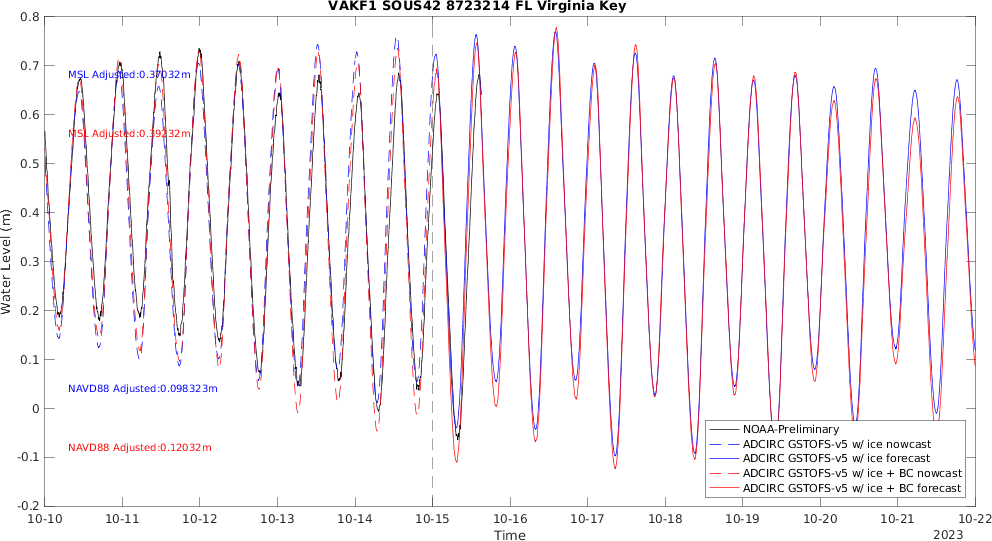 VAKF1 SOUS42 8723214 FL Virginia Key
0.8
0.7
0.6
0.5
0.4
0.3
0.2
0.1
0
-0.1
-0.2
Water Level (m)
MSL Adjusted:0.37032m
MSL Adjusted:0.39232m
NAVD88 Adjusted:0.098323m
NAVD88 Adjusted:0.12032m
NOAA-Preliminary
ADCIRC GSTOFS-v5 w/ ice nowcast
ADCIRC GSTOFS-v5 w/ ice forecast
ADCIRC GSTOFS-v5 w/ ice + BC nowcast
ADCIRC GSTOFS-v5 w/ ice + BC forecast
10-10 10-11 10-12 10-13 10-14 10-15 10-16 10-17 10-18 10-19 10-20 10-21 10-22
Time
2023